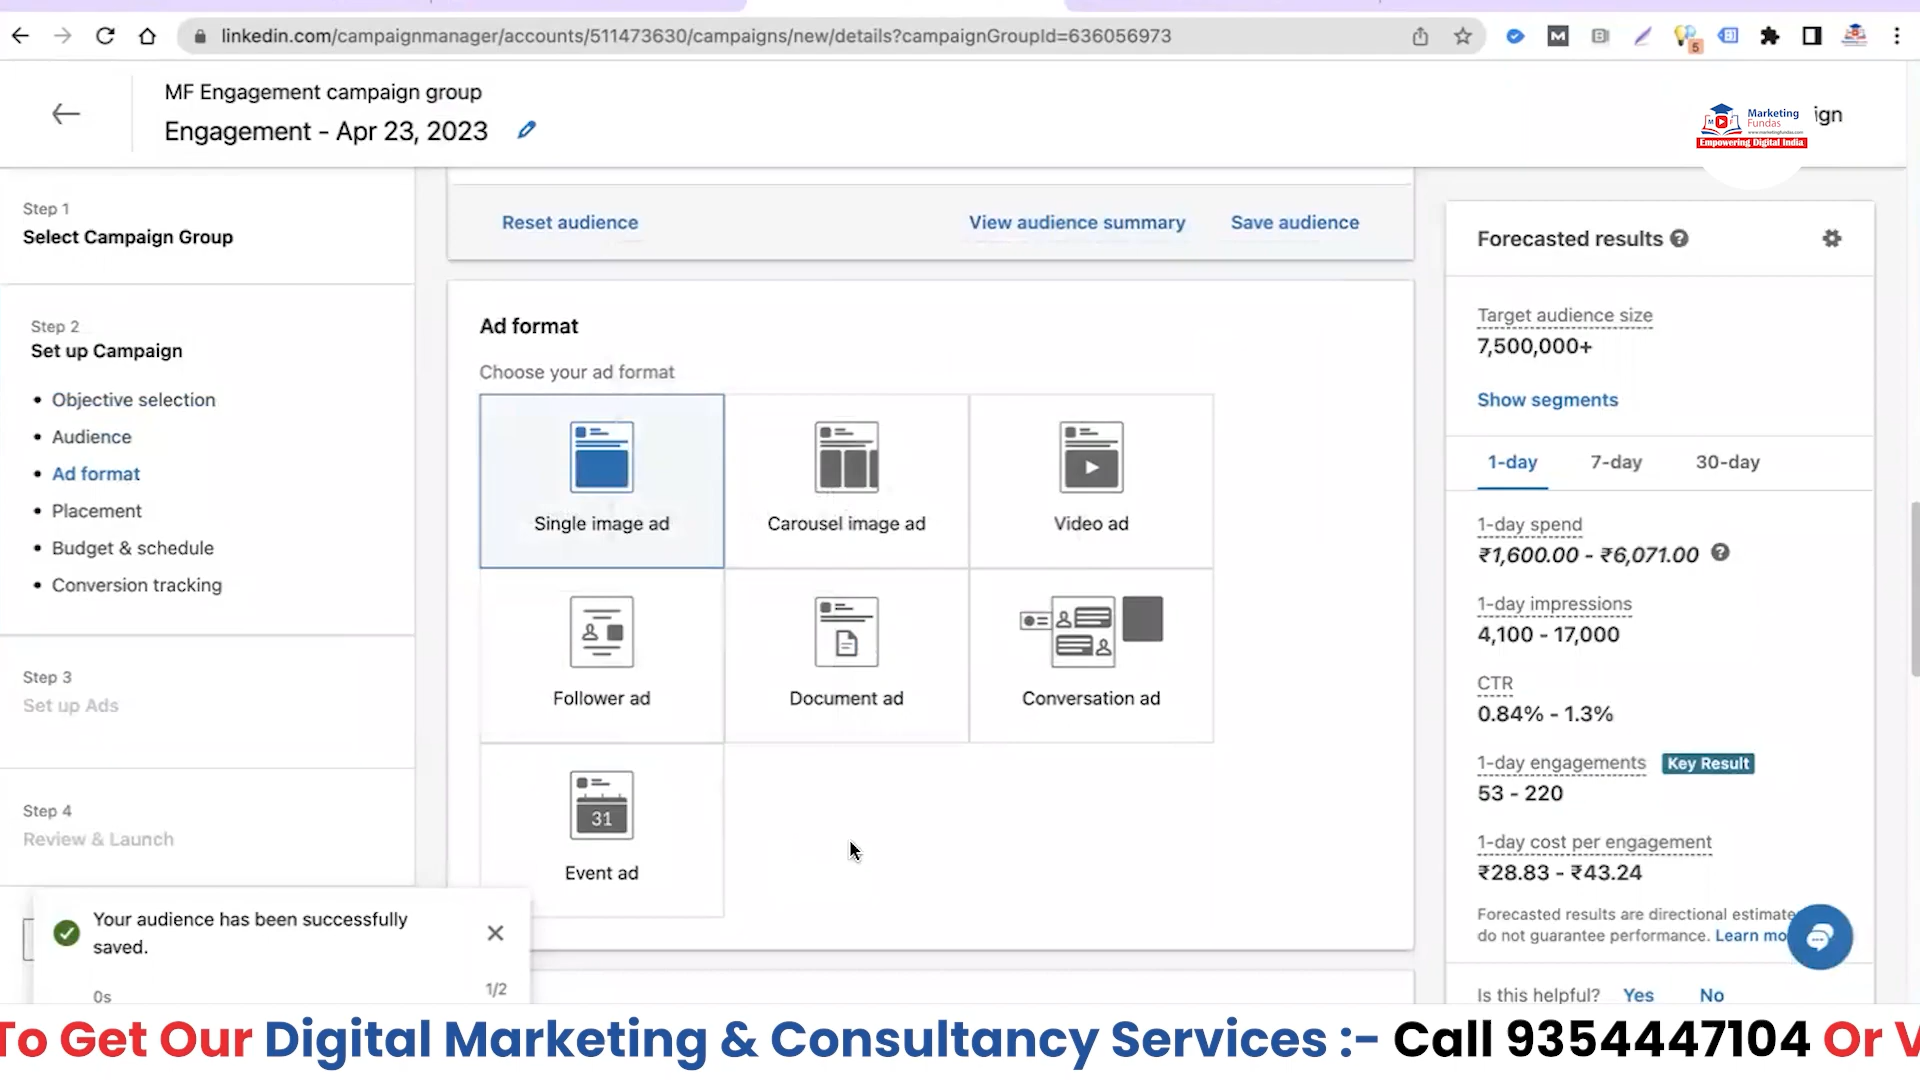 linkedin.com/campaignmanager/accounts/511473630/campaigns/new/details?campaignGroupId=636056973
5
MF Engagement campaign group
Engagement - Apr 23, 2023
Marketing
Fundas
www.marketingfundas.com
Empowering Digital India
ign
Step 1
Select Campaign Group
Step 2
Set up Campaign
• Objective selection
• Audience
• Ad format
• Placement
• Budget & schedule
• Conversion tracking
Step 3
Set up Ads
Step 4
Review & Launch
Your audience has been successfully
saved.
0s
1/2
Reset audience
View audience summary
Save audience
Ad format
Choose your ad format
Single image ad
Carousel image ad
Video ad
Follower ad
Document ad
Conversation ad
31
Event ad
Forecasted results
Target audience size
7,500,000+
Show segments
1-day
7-day
30-day
1-day spend
₹1,600.00 - ₹6,071.00
1-day impressions
4,100 - 17,000
CTR
0.84% - 1.3%
1-day engagements
Key Result
53 - 220
1-day cost per engagement
₹28.83 - ₹43.24
Forecasted results are directional estimate
do not guarantee performance. Learn mo
Is this helpful? Yes No
To Get Our Digital Marketing & Consultancy Services :- Call 9354447104 Or V